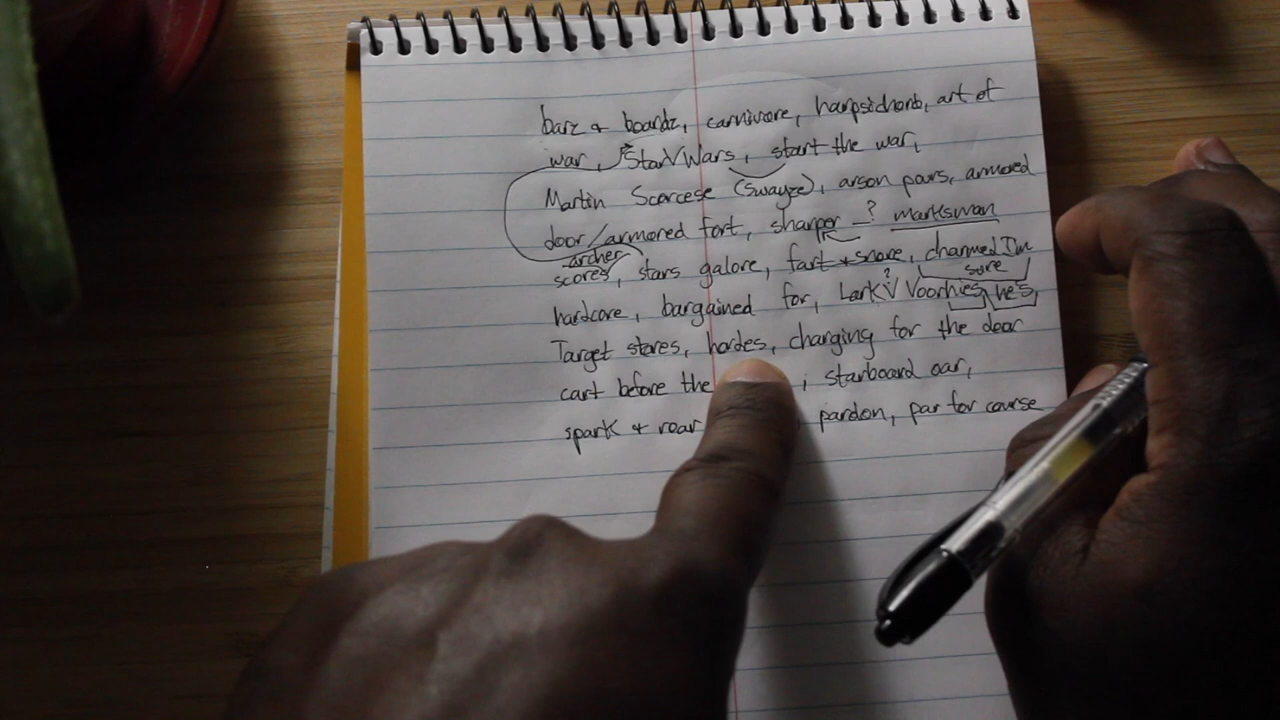 barz + boardz, carnivore, harpsichord, art of
war, Star Wars, start the war,
Martin Scorcese (Swayze), arson pours, armored
door/armored fort, sharper _? marksman
archer
scores, stars galore, fart + snore, charmed I'm
sure
hardcore, bargained for, Lark ? Voorhies, he's,
Target stores, hordes, changing for the dear
cart before the ; starboard oar,
spark + roar pardon, par for course